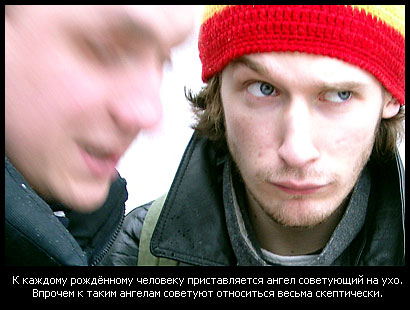 К каждому рождённому человеку приставляется ангел советующий на ухо.
Впрочем к таким ангелам советуют относиться весьма скептически.